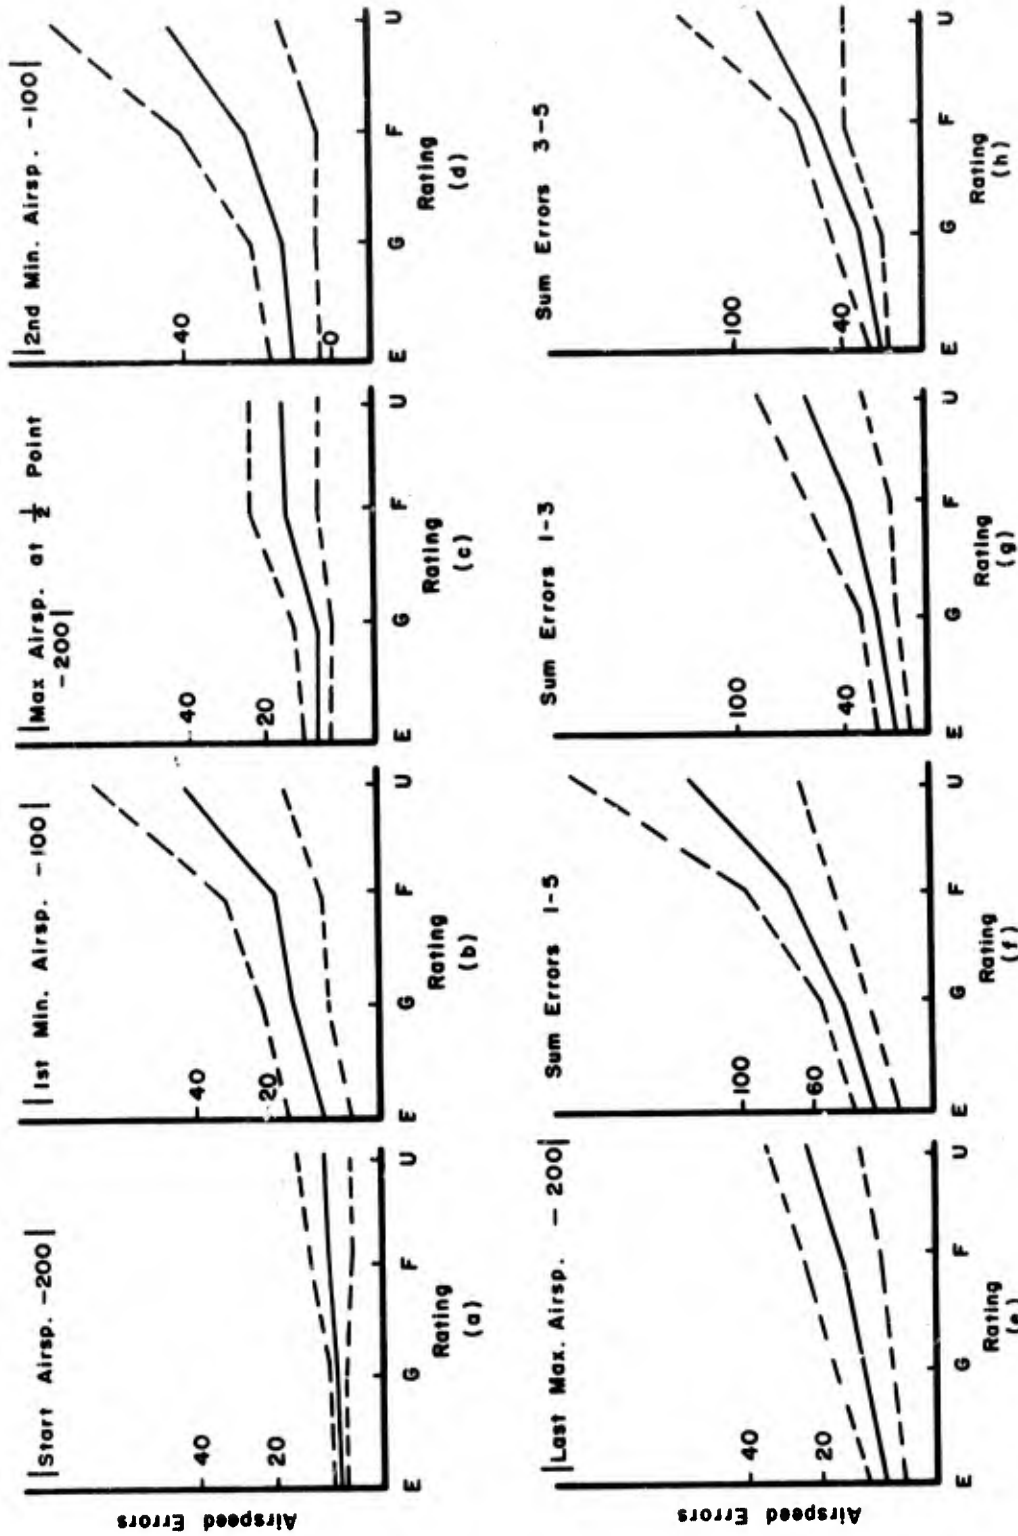 Airspeed Errors
|Start Airsp. -200|
40
20
E G F U
Rating
(a)
|1st Min. Airsp. -100|
40
20
E G F U
Rating
(b)
|Max Airsp. at 1/2 Point
-200|
40
20
E G F U
Rating
(c)
|2nd Min. Airsp. -100|
40
0
E G F U
Rating
(d)
Airspeed Errors
|Last Max. Airsp. - 200|
40
20
E G F U
Rating
(e)
Sum Errors 1-5
100
60
E G F U
Rating
(f)
Sum Errors 1-3
100
40
E G F U
Rating
(g)
Sum Errors 3-5
100
40
E G F U
Rating
(h)